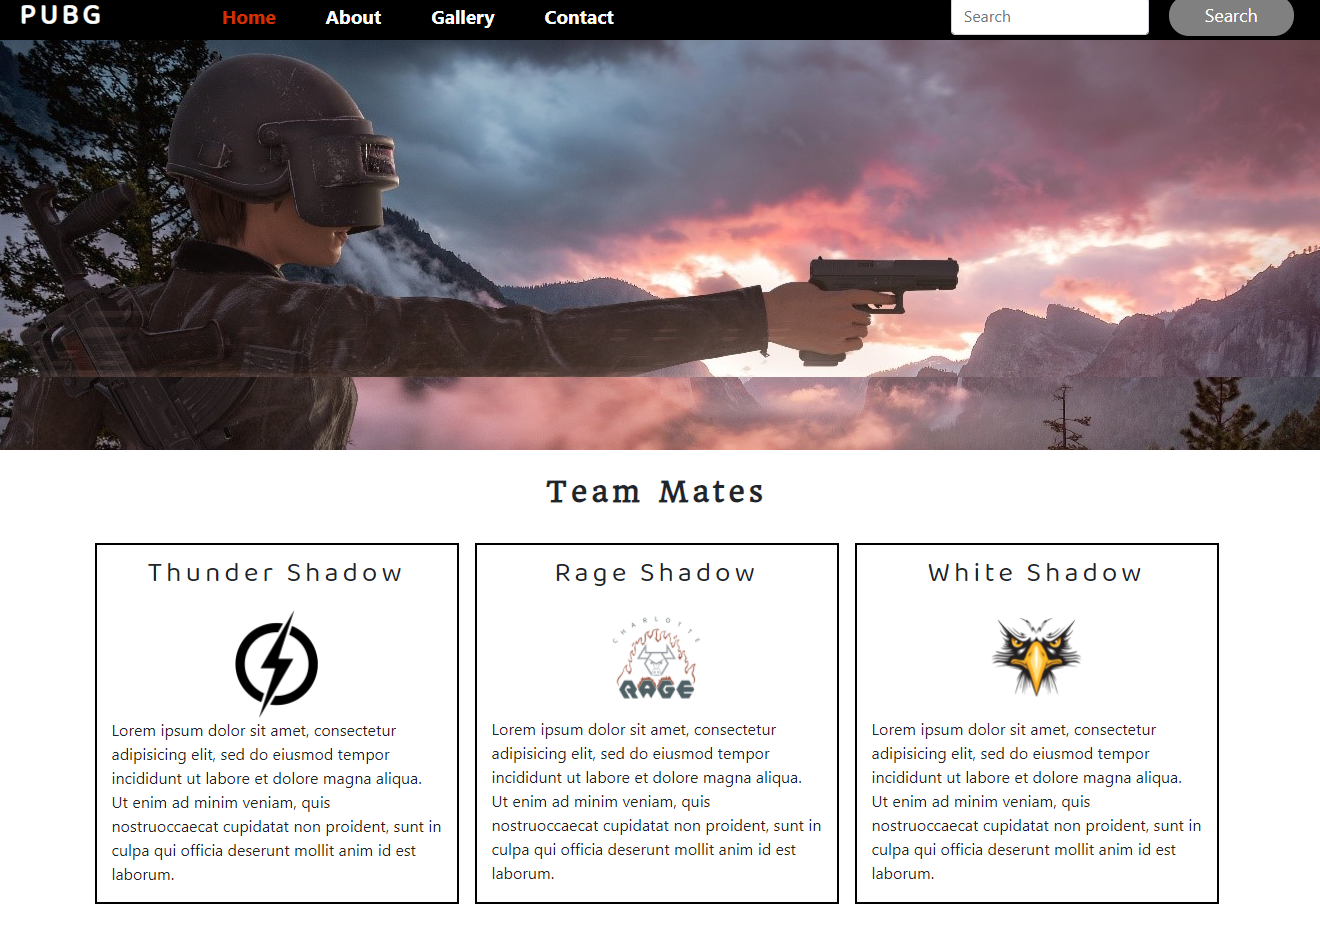 PUBG Home About Gallery Contact Search Search
Team Mates
Thunder Shadow
Lorem ipsum dolor sit amet, consectetur
adipisicing elit, sed do eiusmod tempor
incididunt ut labore et dolore magna aliqua.
Ut enim ad minim veniam, quis
nostruoccaecat cupidatat non proident, sunt in
culpa qui officia deserunt mollit anim id est
laborum.
Rage Shadow
CHARLOTTE
RAGE
Lorem ipsum dolor sit amet, consectetur
adipisicing elit, sed do eiusmod tempor
incididunt ut labore et dolore magna aliqua.
Ut enim ad minim veniam, quis
nostruoccaecat cupidatat non proident, sunt in
culpa qui officia deserunt mollit anim id est
laborum.
White Shadow
Lorem ipsum dolor sit amet, consectetur
adipisicing elit, sed do eiusmod tempor
incididunt ut labore et dolore magna aliqua.
Ut enim ad minim veniam, quis
nostruoccaecat cupidatat non proident, sunt in
culpa qui officia deserunt mollit anim id est
laborum.